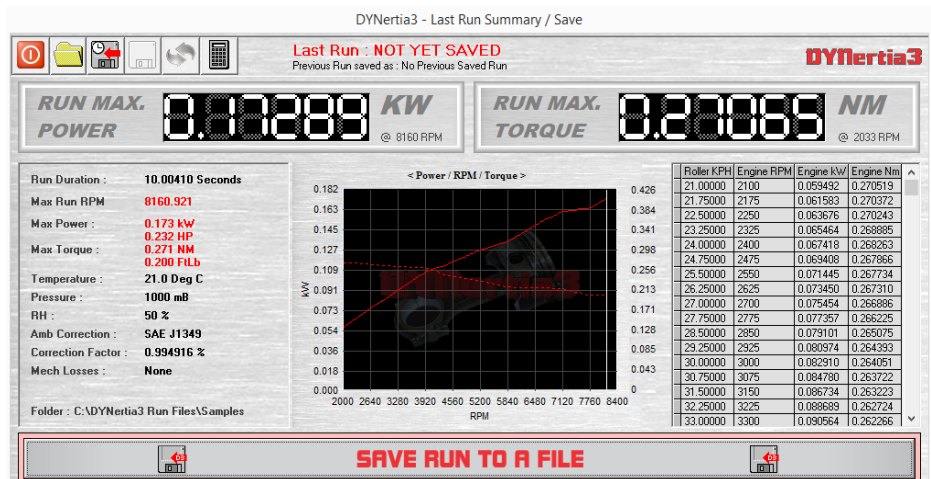 DYNertia3 - Last Run Summary / Save
Last Run : NOT YET SAVED
Previous Run saved as : No Previous Saved Run
DYNertia3
RUN MAX. POWER
0.17289
KW
@ 8160 RPM
RUN MAX. TORQUE
0.27065
NM
@ 2033 RPM
Run Duration : 10.00410 Seconds
Max Run RPM 8160.921
Max Power : 0.173 kW
0.232 HP
Max Torque : 0.271 NM
0.200 FtLb
Temperature : 21.0 Deg C
Pressure : 1000 mB
RH : 50 %
Amb Correction : SAE J1349
Correction Factor : 0.994916 %
Mech Losses : None
Folder : C:\DYNertia3 Run Files\Samples
< Power / RPM / Torque >
0.182 0.426
0.163 0.384
0.145 0.341
0.127 0.298
0.109 0.256
0.091 0.213
0.073 0.171
0.054 0.128
0.036 0.085
0.018 0.043
0.000 0
kW
2000 2640 3280 3920 4560 5200 5840 6480 7120 7760 8400
RPM
Roller KPH Engine RPM Engine kW Engine Nm
21.00000 2100 0.059492 0.270519
21.75000 2175 0.061583 0.270372
22.50000 2250 0.063676 0.270243
23.25000 2325 0.065464 0.268885
24.00000 2400 0.067418 0.268263
24.75000 2475 0.069408 0.267866
25.50000 2550 0.071445 0.267734
26.25000 2625 0.073450 0.267310
27.00000 2700 0.075454 0.266886
27.75000 2775 0.077357 0.266225
28.50000 2850 0.079101 0.265075
29.25000 2925 0.080974 0.264393
30.00000 3000 0.082910 0.264051
30.75000 3075 0.084780 0.263722
31.50000 3150 0.086734 0.263223
32.25000 3225 0.088689 0.262724
33.00000 3300 0.090564 0.262266
SAVE RUN TO A FILE